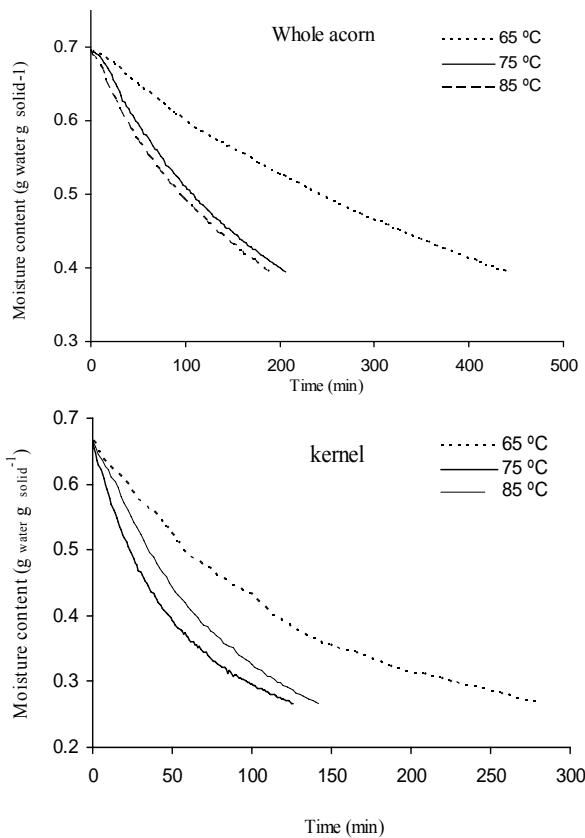 Whole acorn
65 ºC
75 ºC
85 ºC
Moisture content (g water g solid-1)
0.7
0.6
0.5
0.4
0.3
0 100 200 300 400 500
Time (min)
kernel
65 ºC
75 ºC
85 ºC
Moisture content (g water g solid-1)
0.7
0.6
0.5
0.4
0.3
0.2
0 50 100 150 200 250 300
Time (min)